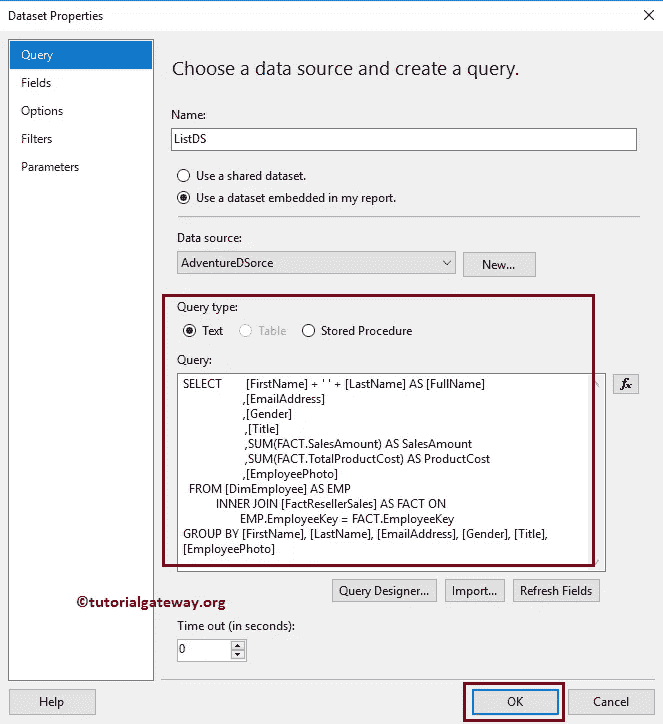 Dataset Properties
Query
Fields
Options
Filters
Parameters
Choose a data source and create a query.
Name:
ListDS
Use a shared dataset.
Use a dataset embedded in my report.
Data source:
AdventureDSorce
New...
Query type:
Text Table Stored Procedure
Query:
SELECT [FirstName] + ' ' + [LastName] AS [FullName]
,[EmailAddress]
,[Gender]
,[Title]
,SUM(FACT.SalesAmount) AS SalesAmount
,SUM(FACT.TotalProductCost) AS ProductCost
,[EmployeePhoto]
FROM [DimEmployee] AS EMP
INNER JOIN [FactResellerSales] AS FACT ON
EMP.EmployeeKey = FACT.EmployeeKey
GROUP BY [FirstName], [LastName], [EmailAddress], [Gender], [Title],
[EmployeePhoto]
fx
Query Designer... Import... Refresh Fields
©tutorialgateway.org
Time out (in seconds):
0
Help OK Cancel